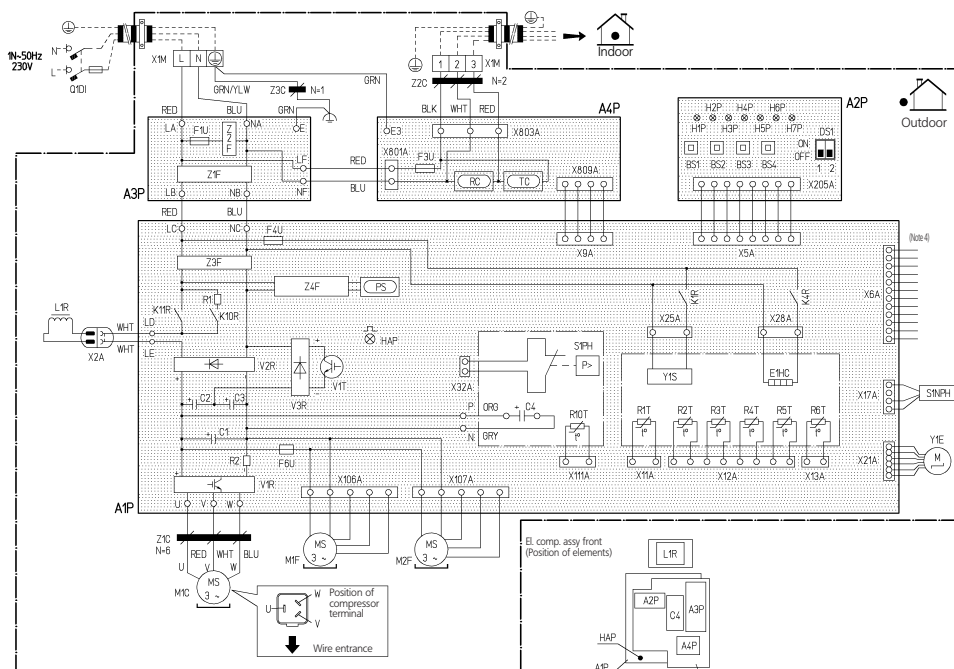 1N~50Hz
230V
N
L
Q1DI
X1M L N
GRN/YLW
Z3C N=1
GRN
GRN
1 2 3 X1M
Z2C N=2
BLK WHT RED
Indoor
Outdoor
RED BLU
LA NA E
F1U Z2F
Z1F
LF
NF
LB NB
A3P
RED
BLU
A4P
E3 X803A
X801A
F3U
RC TC
X809A
A2P
H2P H4P H6P
H1P H3P H5P H7P
DS1
ON
OFF
1 2
BS1 BS2 BS3 BS4
X205A
RED BLU
LC NC
F4U
X9A X5A
(Note 4)
Z3F
Z4F PS
R1
K11R K10R
K1R K4R
X6A
L1R
X2A
WHT LD
WHT LE
HAP
X25A X28A
V2R
V3R
V1T
X32A
S1PH
P>
Y1S E1HC
C2 C3
P ORG C4
N GRY
R10T
t°
R1T R2T R3T R4T R5T R6T
t° t° t° t° t° t°
X17A S1NPH
C1
R2
F6U
X111A X11A X12A X13A
X21A Y1E
M
V1R
X106A X107A
U V W
A1P
Z1C
N=6
RED WHT BLU
U V W
MS
3 ~
M1C
MS
3 ~
M1F
MS
3 ~
M2F
U W V
Position of
compressor
terminal
Wire entrance
El. comp. assy front
(Position of elements)
L1R
A2P C4 A3P
HAP A4P
A1P